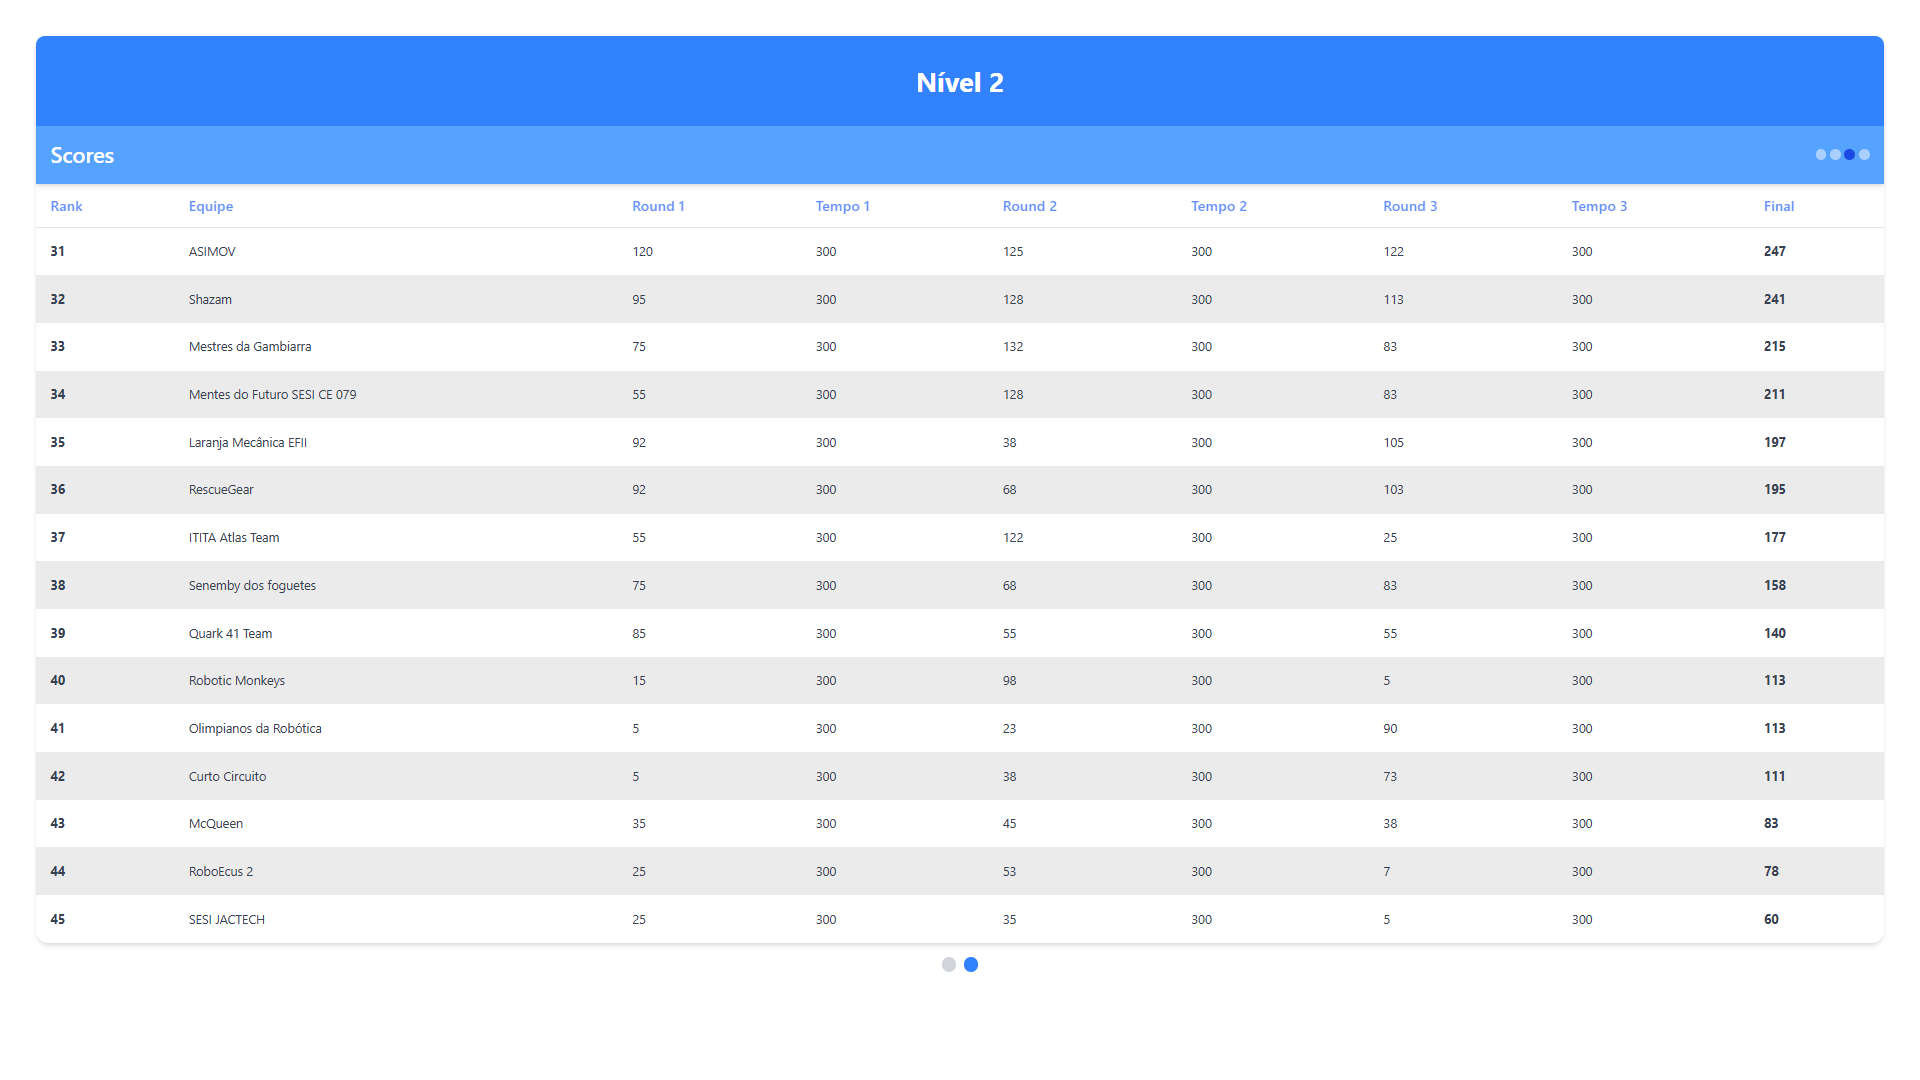 Nível 2
Scores
Rank Equipe Round 1 Tempo 1 Round 2 Tempo 2 Round 3 Tempo 3 Final
31 ASIMOV 120 300 125 300 122 300 247
32 Shazam 95 300 128 300 113 300 241
33 Mestres da Gambiarra 75 300 132 300 83 300 215
34 Mentes do Futuro SESI CE 079 55 300 128 300 83 300 211
35 Laranja Mecânica EFII 92 300 38 300 105 300 197
36 RescueGear 92 300 68 300 103 300 195
37 ITITA Atlas Team 55 300 122 300 25 300 177
38 Senemby dos foguetes 75 300 68 300 83 300 158
39 Quark 41 Team 85 300 55 300 55 300 140
40 Robotic Monkeys 15 300 98 300 5 300 113
41 Olimpianos da Robótica 5 300 23 300 90 300 113
42 Curto Circuito 5 300 38 300 73 300 111
43 McQueen 35 300 45 300 38 300 83
44 RoboEcus 2 25 300 53 300 7 300 78
45 SESI JACTECH 25 300 35 300 5 300 60